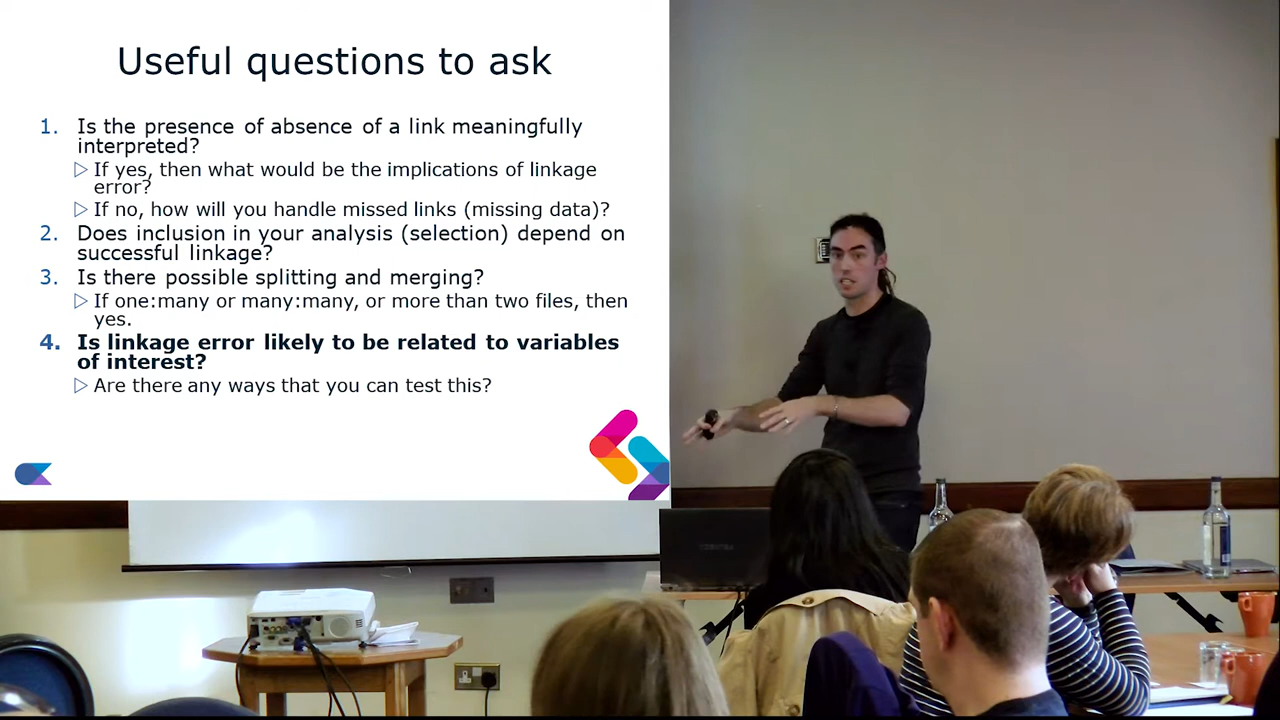 Useful questions to ask
1. Is the presence of absence of a link meaningfully
interpreted?
If yes, then what would be the implications of linkage
error?
If no, how will you handle missed links (missing data)?
2. Does inclusion in your analysis (selection) depend on
successful linkage?
3. Is there possible splitting and merging?
If one:many or many:many, or more than two files, then
yes.
4. Is linkage error likely to be related to variables
of interest?
Are there any ways that you can test this?
TOSHIBA